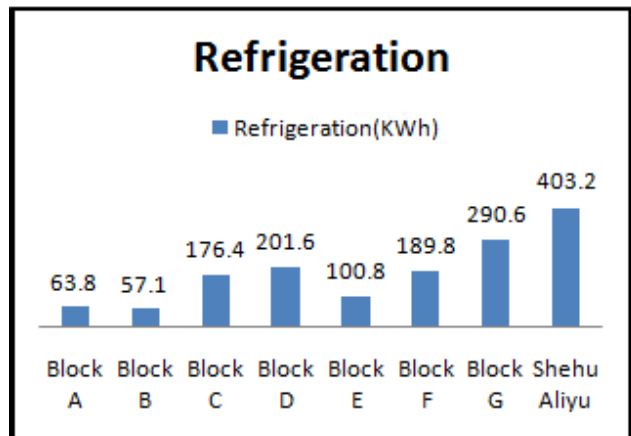 Refrigeration
Refrigeration(KWh)
63.8 57.1 176.4 201.6 100.8 189.8 290.6 403.2
Block Block Block Block Block Block Block Shehu
A B C D E F G Aliyu